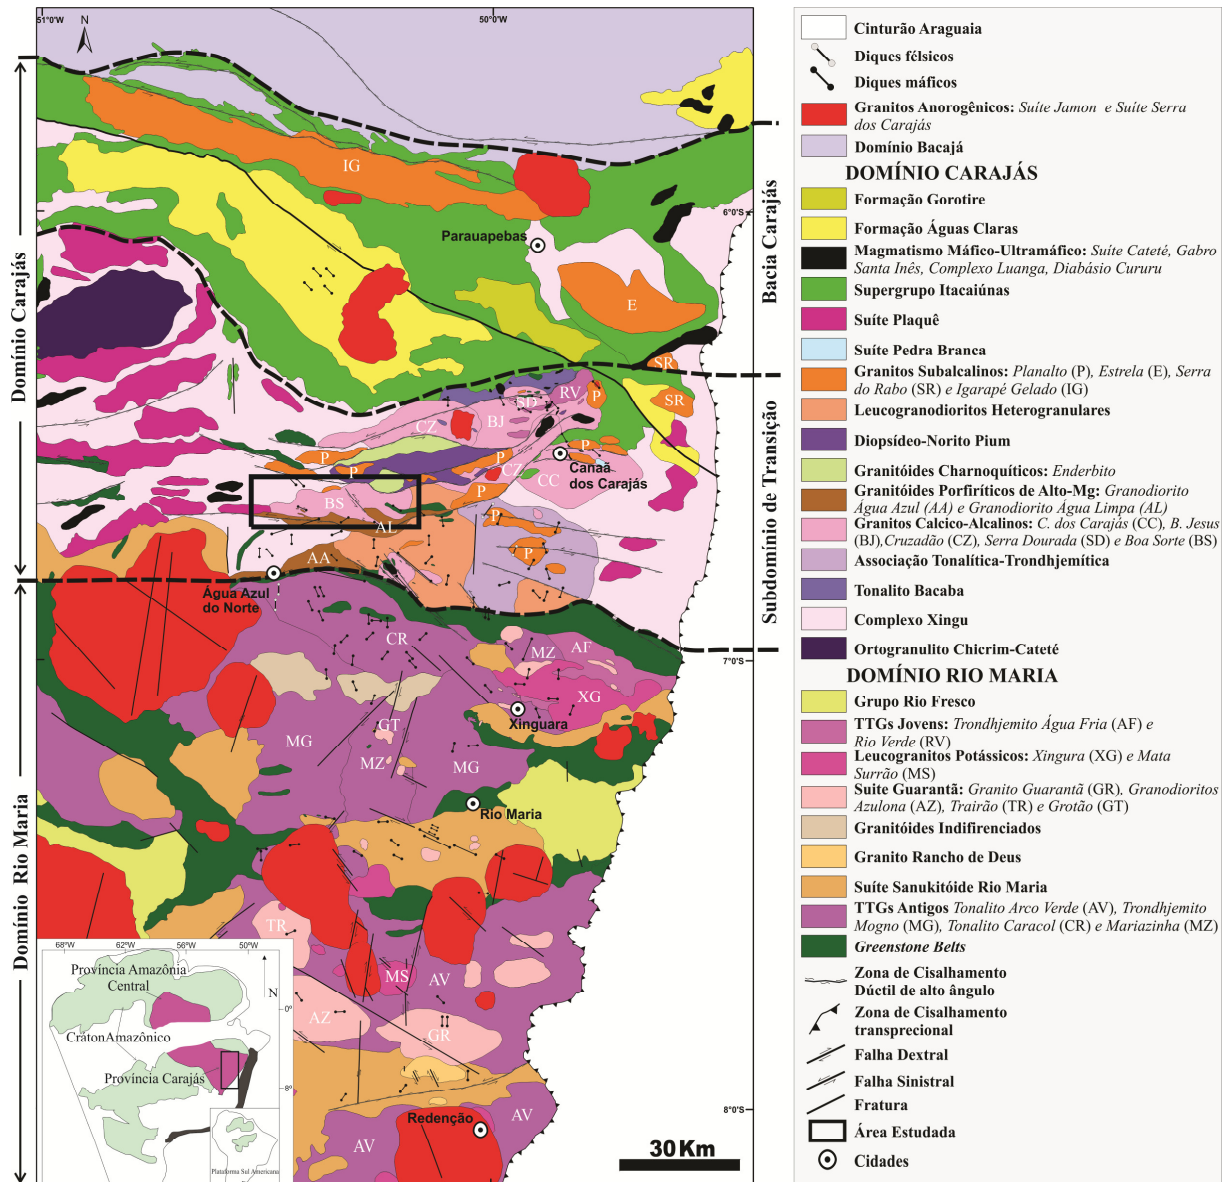 51°0'W
50°0'W
N
6°0'S
7°0'S
8°0'S
Domínio Carajás
Domínio Rio Maria
Bacia Carajás
Subdomínio de Transição
IG
Parauapebas
E
SR
SR
RV
SD
P
BJ
CZ
P
P
P
P
CZ
Canaã
dos Carajás
CC
BS
P
P
AL
AA
P
Água Azul
do Norte
CR
MZ
AF
XG
Xinguara
GT
MG
MZ
MG
Rio Maria
TR
MS
AV
AZ
GR
Redenção
AV
AV
30 Km
68°W
62°W
56°W
50°W
N
0°
8°
Província Amazônia
Central
CrátonAmazônico
Província Carajás
Plataforma Sul Americana
Cinturão Araguaia
Diques félsicos
Diques máficos
Granitos Anorogênicos: Suíte Jamon e Suíte Serra
dos Carajás
Domínio Bacajá
DOMÍNIO CARAJÁS
Formação Gorotire
Formação Águas Claras
Magmatismo Máfico-Ultramáfico: Suíte Cateté, Gabro
Santa Inês, Complexo Luanga, Diabásio Cururu
Supergrupo Itacaiúnas
Suíte Plaquê
Suíte Pedra Branca
Granitos Subalcalinos: Planalto (P), Estrela (E), Serra
do Rabo (SR) e Igarapé Gelado (IG)
Leucogranodioritos Heterogranulares
Diopsídeo-Norito Pium
Granitóides Charnoquíticos: Enderbito
Granitóides Porfiríticos de Alto-Mg: Granodiorito
Água Azul (AA) e Granodiorito Água Limpa (AL)
Granitos Calcico-Alcalinos: C. dos Carajás (CC), B. Jesus
(BJ),Cruzadão (CZ), Serra Dourada (SD) e Boa Sorte (BS)
Associação Tonalítica-Trondhjemítica
Tonalito Bacaba
Complexo Xingu
Ortogranulito Chicrim-Cateté
DOMÍNIO RIO MARIA
Grupo Rio Fresco
TTGs Jovens: Trondhjemito Água Fria (AF) e
Rio Verde (RV)
Leucogranitos Potássicos: Xingura (XG) e Mata
Surrão (MS)
Suite Guarantã: Granito Guarantã (GR), Granodioritos
Azulona (AZ), Trairão (TR) e Grotão (GT)
Granitóides Indifirenciados
Granito Rancho de Deus
Suíte Sanukitóide Rio Maria
TTGs Antigos Tonalito Arco Verde (AV), Trondhjemito
Mogno (MG), Tonalito Caracol (CR) e Mariazinha (MZ)
Greenstone Belts
Zona de Cisalhamento
Dúctil de alto ângulo
Zona de Cisalhamento
transprecional
Falha Dextral
Falha Sinistral
Fratura
Área Estudada
Cidades